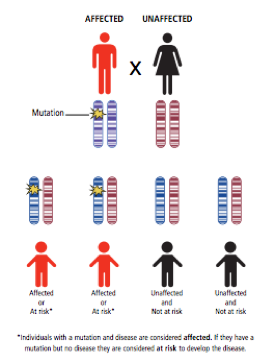 AFFECTED UNAFFECTED
X
Mutation
Affected Affected Unaffected Unaffected
or or and and
At risk* At risk* Not at risk Not at risk
*Individuals with a mutation and disease are considered affected. If they have a
mutation but no disease they are considered at risk to develop the disease.